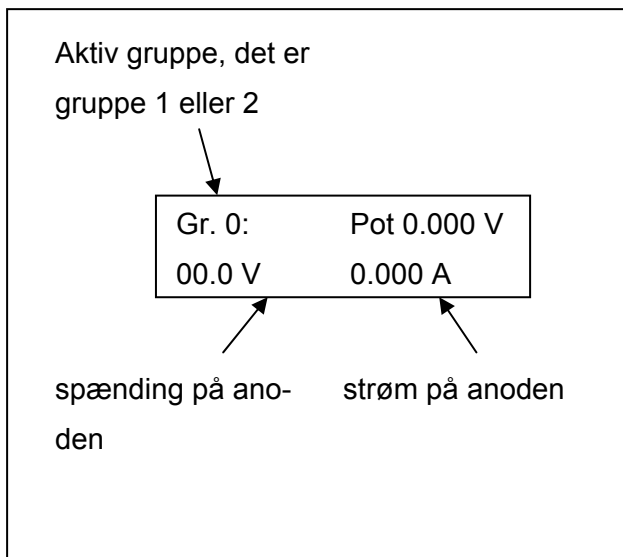 Aktiv gruppe, det er
gruppe 1 eller 2
Gr. 0: Pot 0.000 V
00.0 V 0.000 A
spænding på ano-
den
strøm på anoden